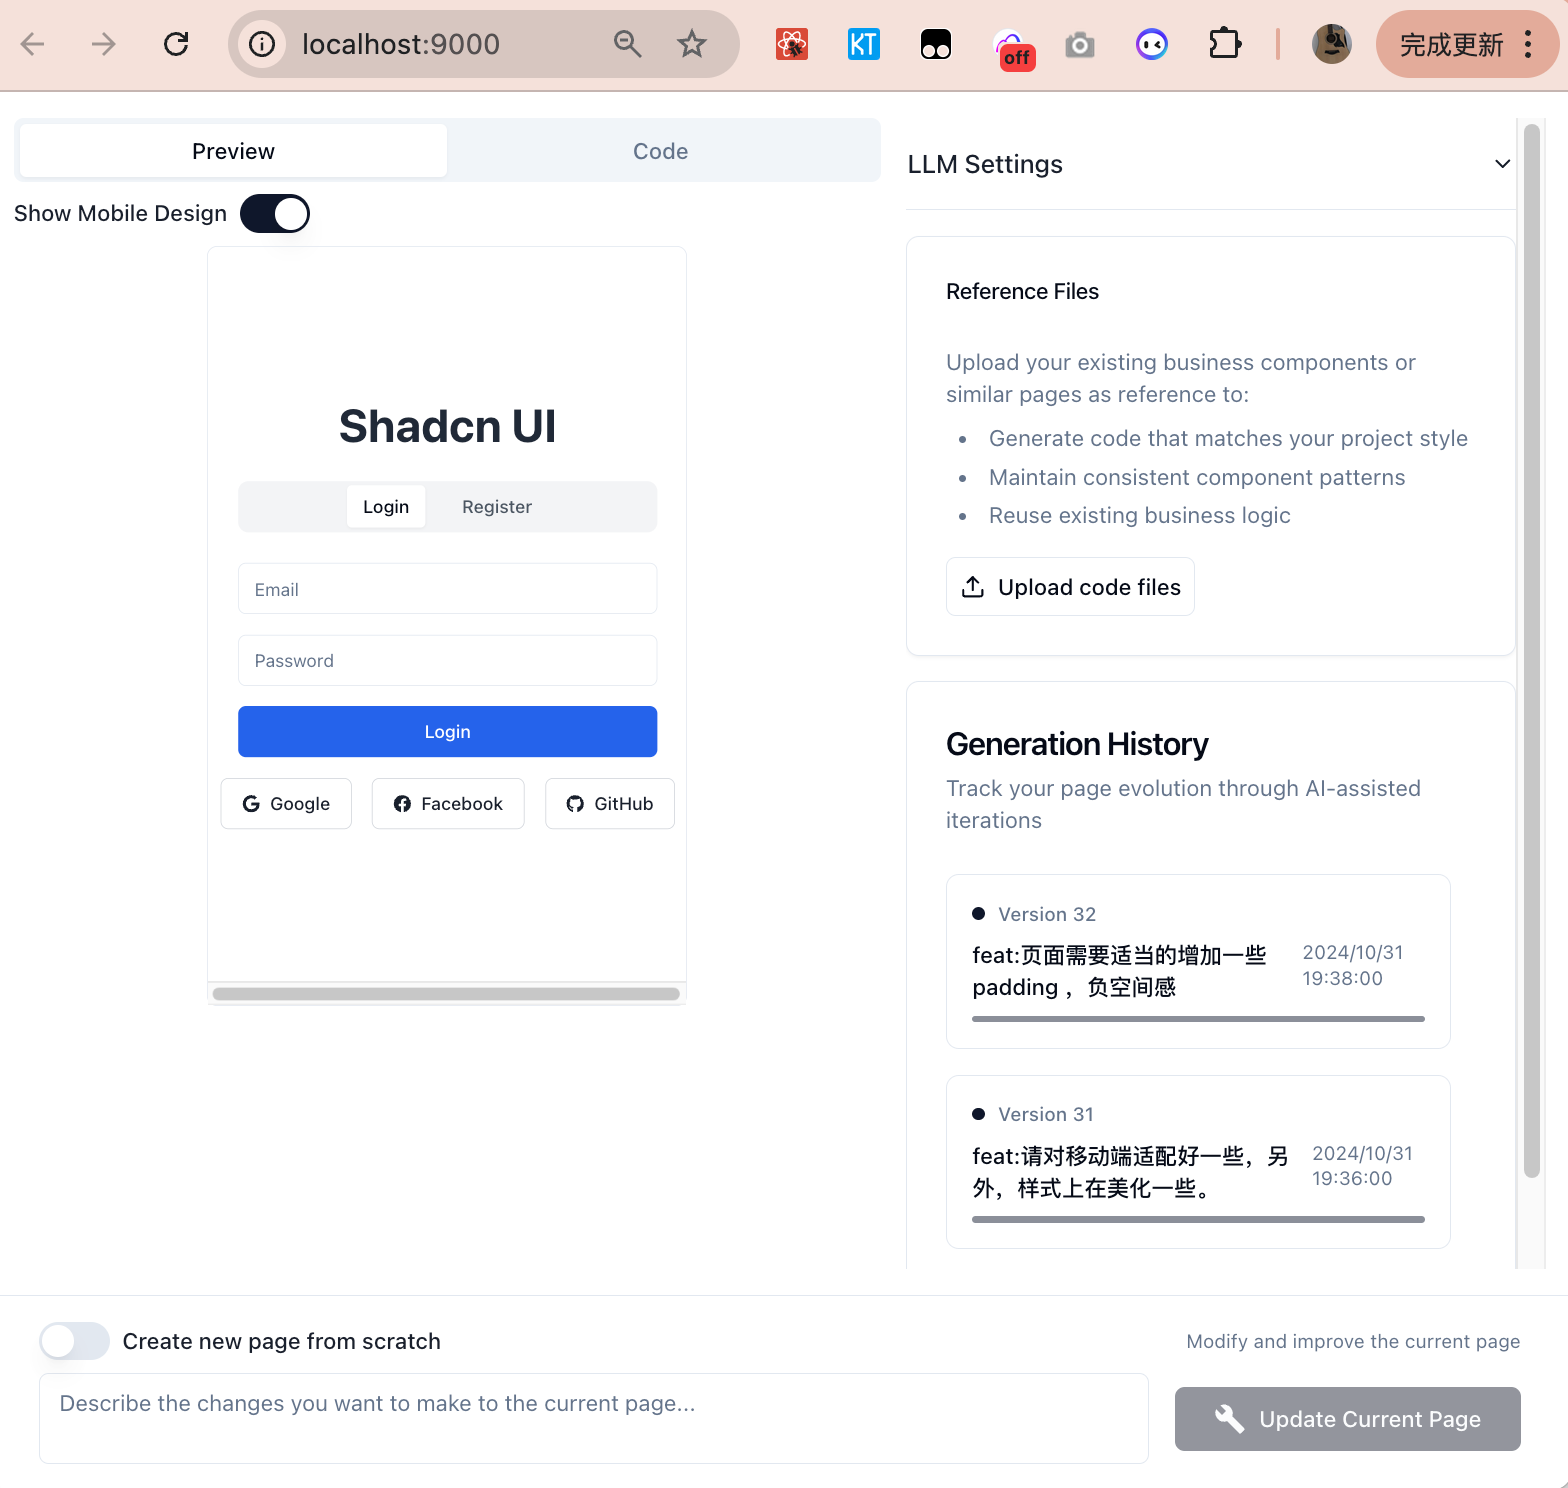 localhost:9000
KT
off
完成更新
Preview
Code
Show Mobile Design
Shadcn UI
Login
Register
Email
Password
Login
Google
Facebook
GitHub
LLM Settings
Reference Files
Upload your existing business components or
similar pages as reference to:
• Generate code that matches your project style
• Maintain consistent component patterns
• Reuse existing business logic
Upload code files
Generation History
Track your page evolution through AI-assisted
iterations
Version 32
feat:页面需要适当的增加一些
padding ，负空间感
2024/10/31
19:38:00
Version 31
feat:请对移动端适配好一些，另
外，样式上在美化一些。
2024/10/31
19:36:00
Create new page from scratch
Modify and improve the current page
Describe the changes you want to make to the current page...
Update Current Page